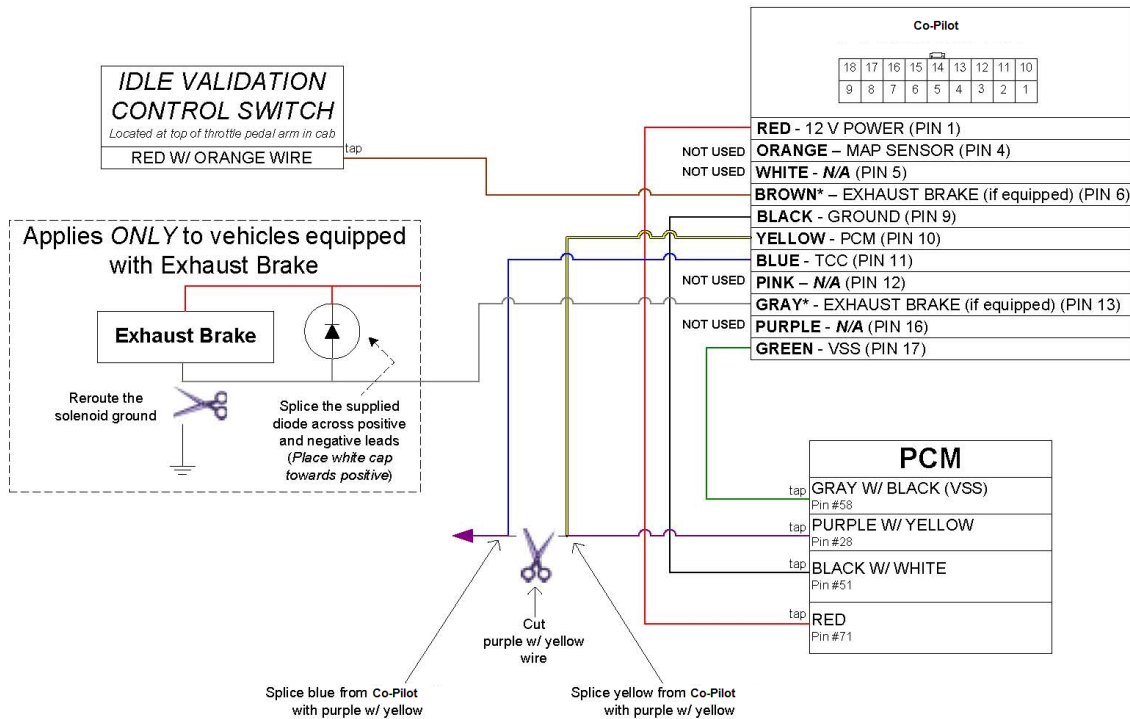 Co-Pilot
18 17 16 15 14 13 12 11 10
9 8 7 6 5 4 3 2 1
IDLE VALIDATION
CONTROL SWITCH
Located at top of throttle pedal arm in cab
RED W/ ORANGE WIRE
tap
RED - 12 V POWER (PIN 1)
NOT USED ORANGE – MAP SENSOR (PIN 4)
NOT USED WHITE - N/A (PIN 5)
BROWN* – EXHAUST BRAKE (if equipped) (PIN 6)
BLACK - GROUND (PIN 9)
YELLOW - PCM (PIN 10)
BLUE - TCC (PIN 11)
NOT USED PINK – N/A (PIN 12)
GRAY* - EXHAUST BRAKE (if equipped) (PIN 13)
NOT USED PURPLE - N/A (PIN 16)
GREEN - VSS (PIN 17)
Applies ONLY to vehicles equipped
with Exhaust Brake
Exhaust Brake
Reroute the
solenoid ground
Splice the supplied
diode across positive
and negative leads
(Place white cap
towards positive)
PCM
tap GRAY W/ BLACK (VSS)
Pin #58
tap PURPLE W/ YELLOW
Pin #28
tap BLACK W/ WHITE
Pin #51
tap RED
Pin #71
Cut
purple w/ yellow
wire
Splice blue from Co-Pilot
with purple w/ yellow
Splice yellow from Co-Pilot
with purple w/ yellow